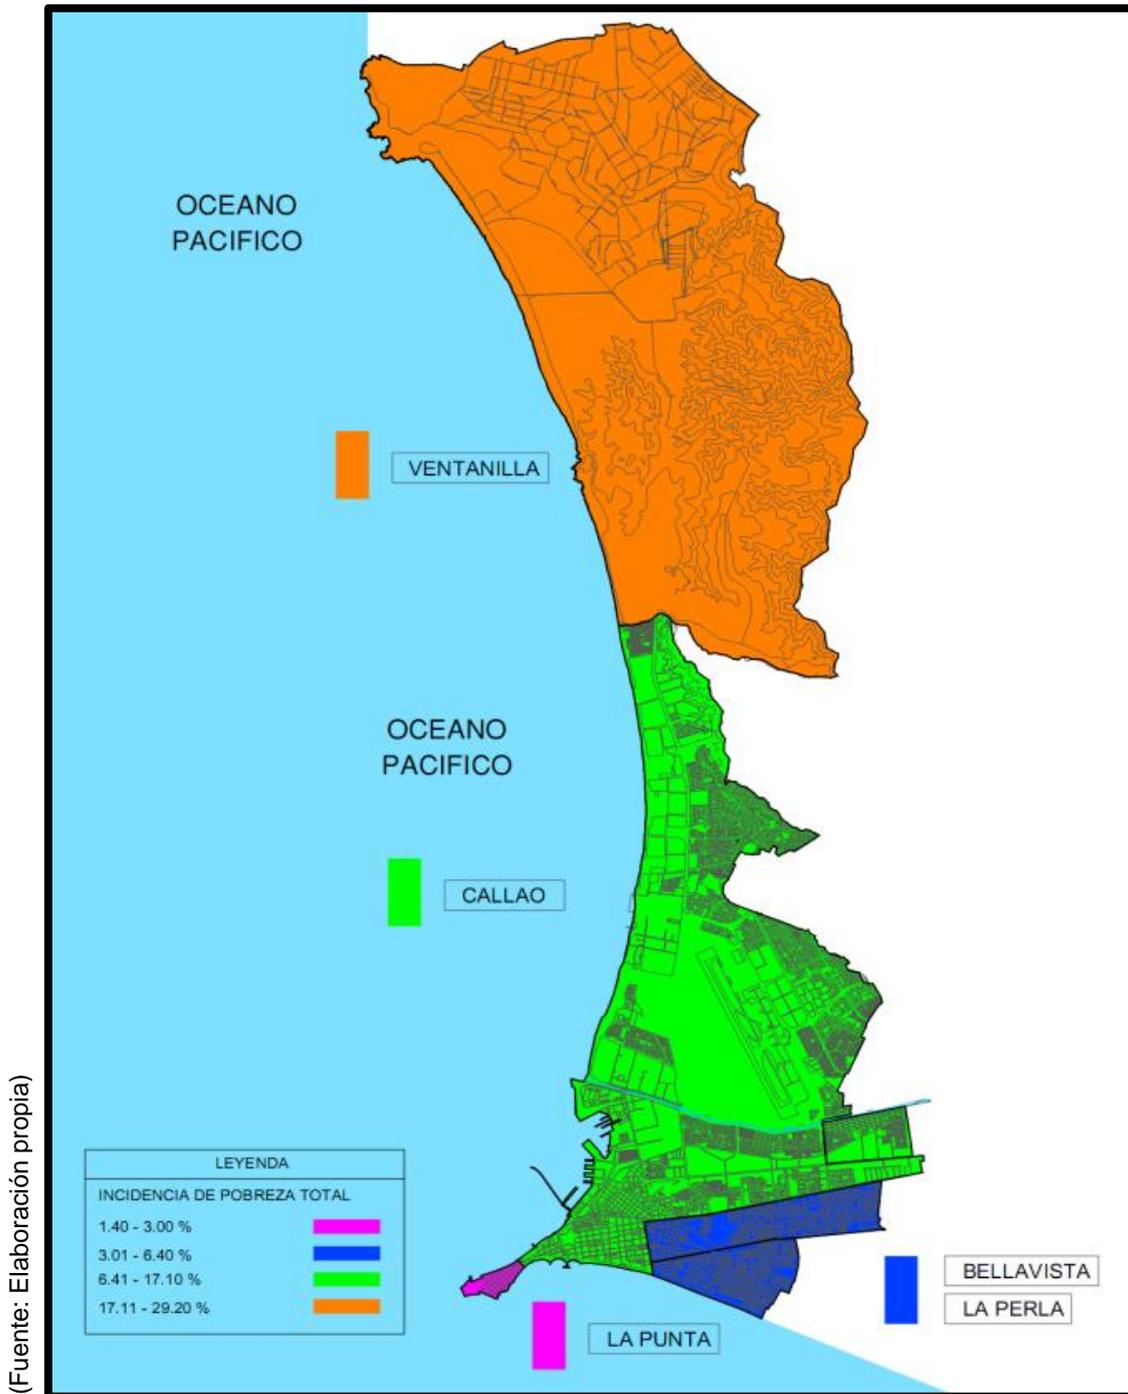 OCEANO
PACIFICO
VENTANILLA
OCEANO
PACIFICO
CALLAO
LEYENDA
INCIDENCIA DE POBREZA TOTAL
1.40 - 3.00 %
3.01 - 6.40 %
6.41 - 17.10 %
17.11 - 29.20 %
BELLAVISTA
LA PERLA
LA PUNTA
(Fuente: Elaboración propia)